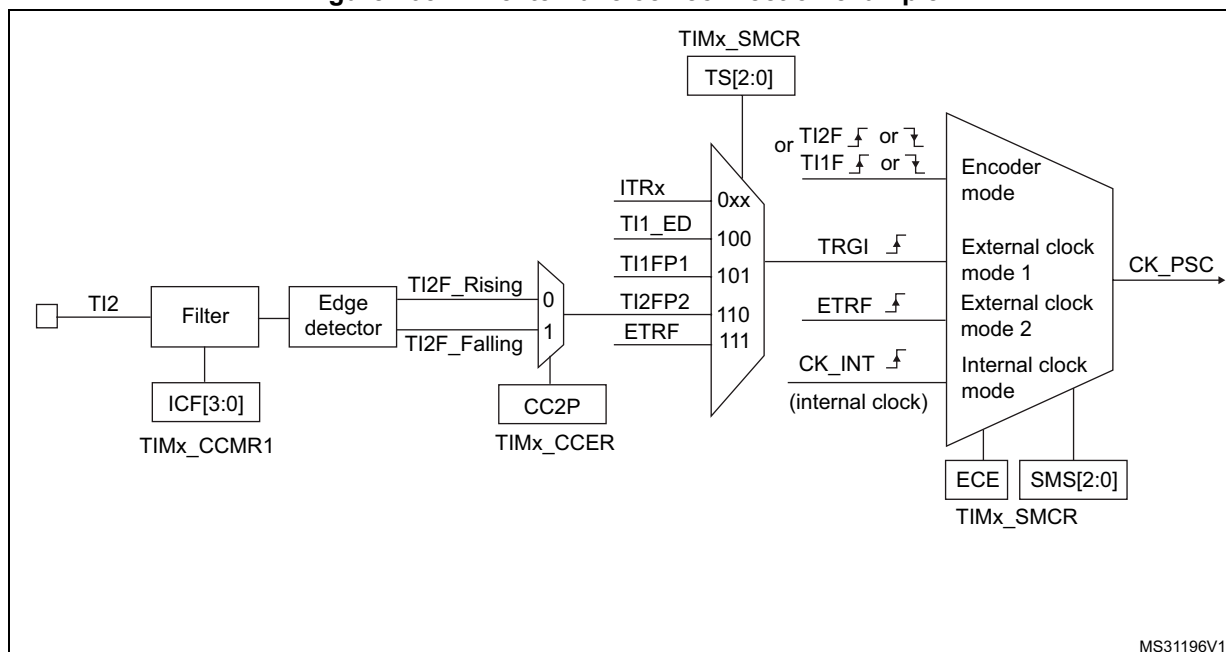 TIMx_SMCR
TS[2:0]
or TI2F or
TI1F or
Encoder
mode
ITRx
0xx
TI1_ED
100
TRGI
External clock
mode 1
CK_PSC
TI1FP1
101
TI2
Filter
Edge
detector
TI2F_Rising
0
TI2F_Falling
1
TI2FP2
110
ETRF
111
ETRF
External clock
mode 2
CK_INT
(internal clock)
Internal clock
mode
ICF[3:0]
TIMx_CCMR1
CC2P
TIMx_CCER
ECE
SMS[2:0]
TIMx_SMCR
MS31196V1